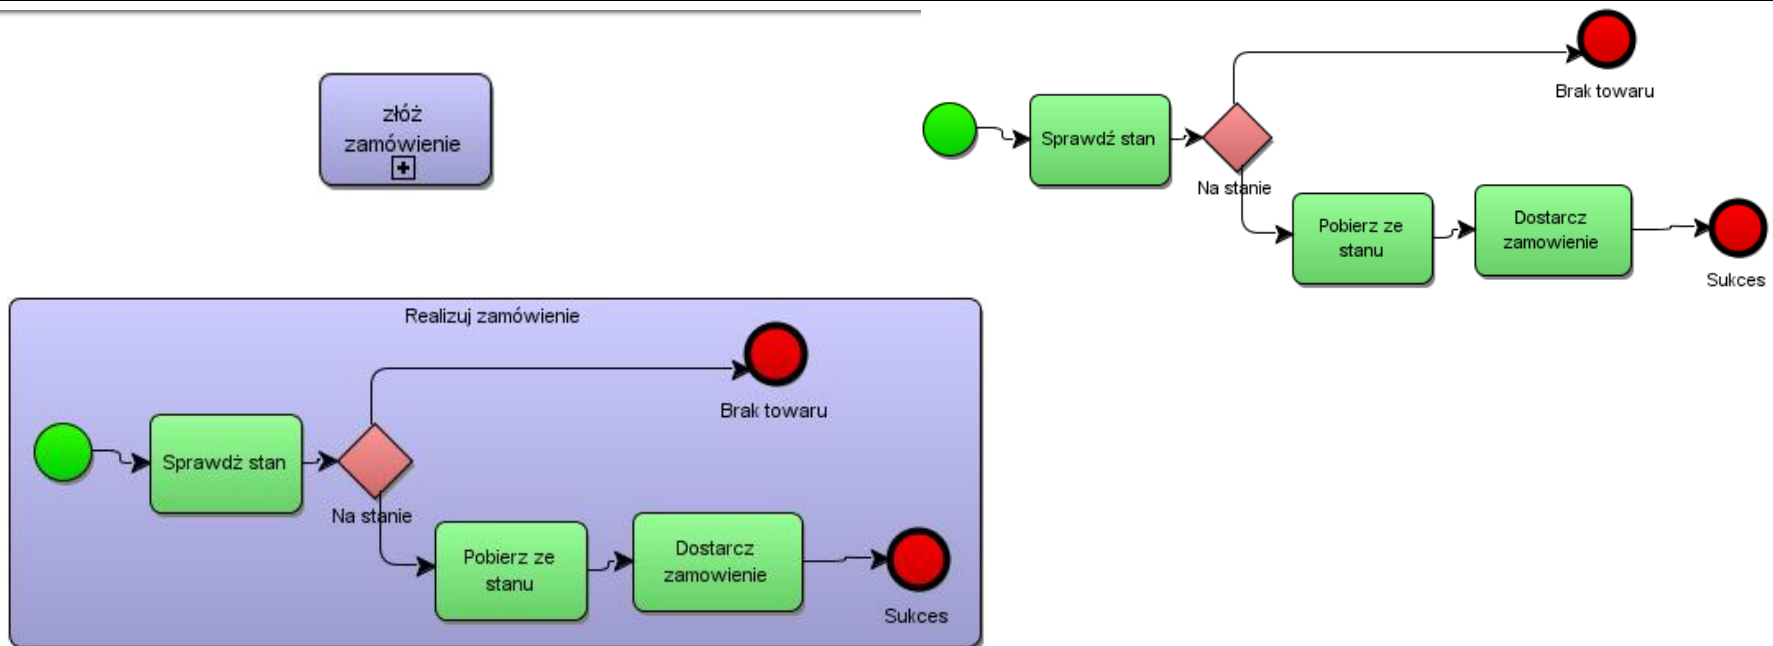 złóż
zamówienie
Brak towaru
Sprawdź stan
Na stanie
Pobierz ze
stanu
Dostarcz
zamowienie
Sukces
Realizuj zamówienie
Brak towaru
Sprawdź stan
Na stanie
Pobierz ze
stanu
Dostarcz
zamowienie
Sukces